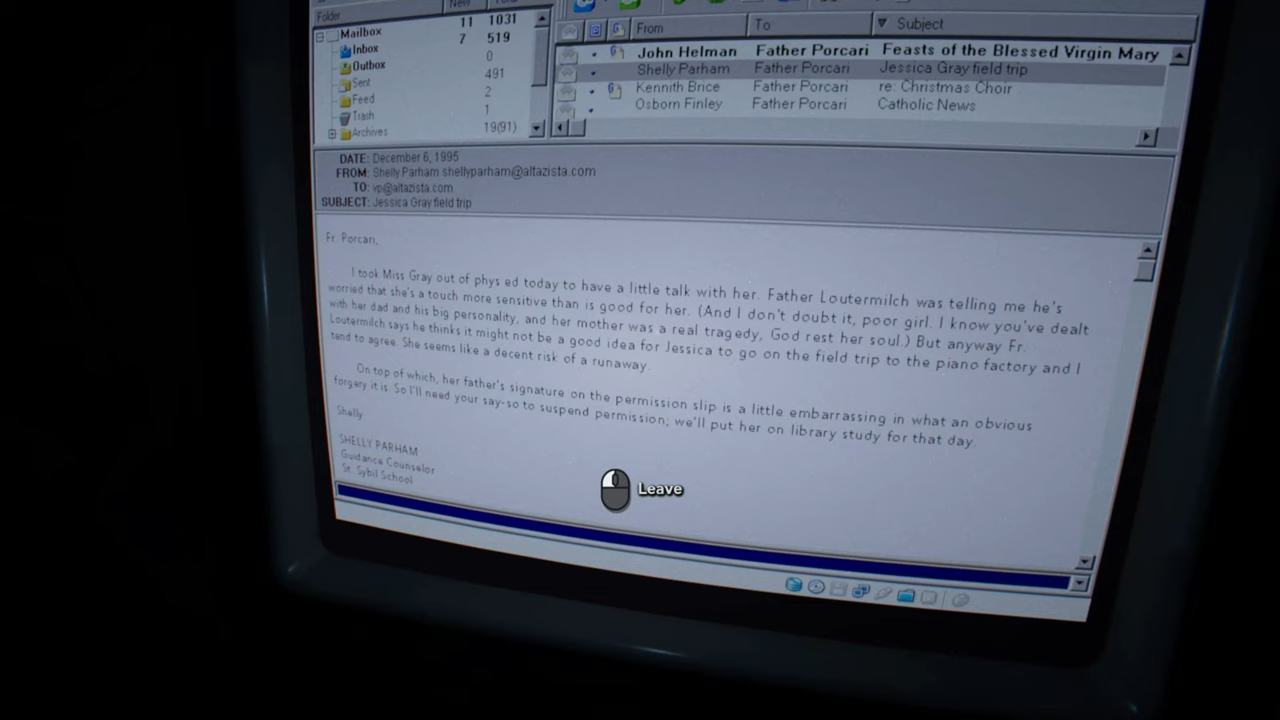 Folder
New
11 1031
Mailbox
7 519
Inbox
0
Outbox
491
Sent
2
Feed
1
Trash
19(91)
Archives
From To Subject
John Helman Father Porcari Feasts of the Blessed Virgin Mary
Shelly Parham Father Porcari Jessica Gray field trip
Kennith Brice Father Porcari re: Christmas Choir
Osborn Finley Father Porcari Catholic News
DATE: December 6, 1995
FROM: Shelly Parham shellyparham@altazista.com
TO: vp@altazista.com
SUBJECT: Jessica Gray field trip
Fr. Porcari,
I took Miss Gray out of phys ed today to have a little talk with her. Father Loutermilch was telling me he's
worried that she's a touch more sensitive than is good for her. (And I don't doubt it, poor girl. I know you've dealt
with her dad and his big personality, and her mother was a real tragedy, God rest her soul.) But anyway Fr.
Loutermilch says he thinks it might not be a good idea for Jessica to go on the field trip to the piano factory and I
tend to agree. She seems like a decent risk of a runaway.
On top of which, her father's signature on the permission slip is a little embarrassing in what an obvious
forgery it is. So I'll need your say-so to suspend permission; we'll put her on library study for that day.
Shelly
SHELLY PARHAM
Guidance Counselor
St. Sybil School
Leave